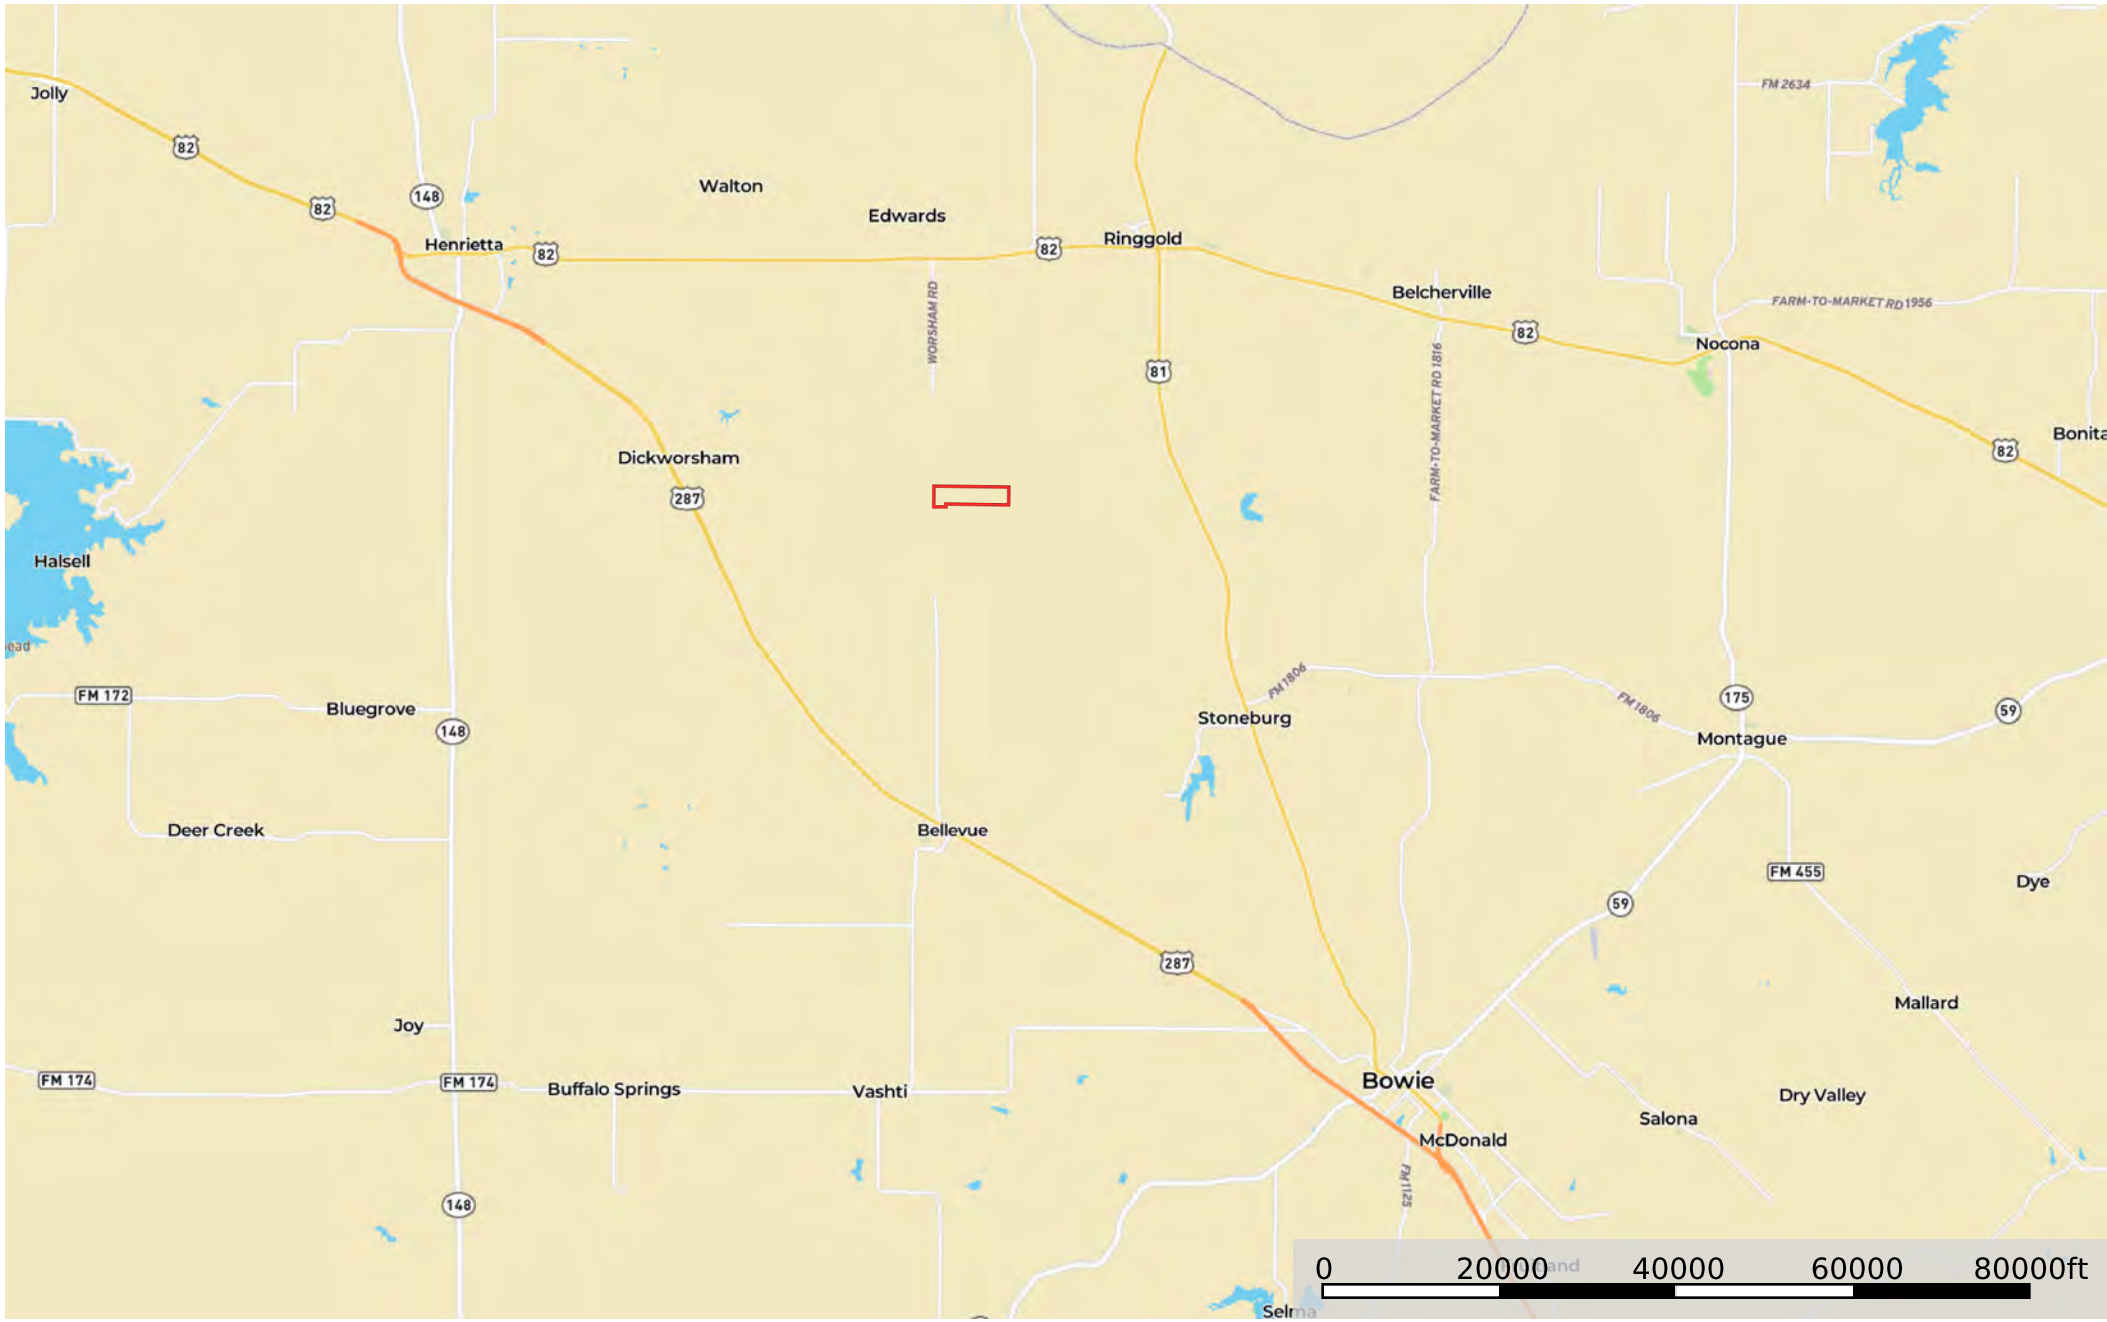 Jolly
82
82
148
Walton
Edwards
Henrietta
82
82
Ringgold
FM 2634
WORSHAM RD
81
Belcherville
82
FARM-TO-MARKET RD 1956
Nocona
FARM-TO-MARKET RD 1816
82
Bonita
Dickworsham
287
Halsell
ead
FM 172
Bluegrove
148
Stoneburg
FM 1806
FM 1806
175
Montague
59
Deer Creek
Bellevue
FM 455
Dye
59
287
Mallard
Joy
FM 174
FM 174
Buffalo Springs
Vashti
Bowie
Dry Valley
Salona
McDonald
FM 1125
148
Selma
0 20000 40000 60000 80000ft